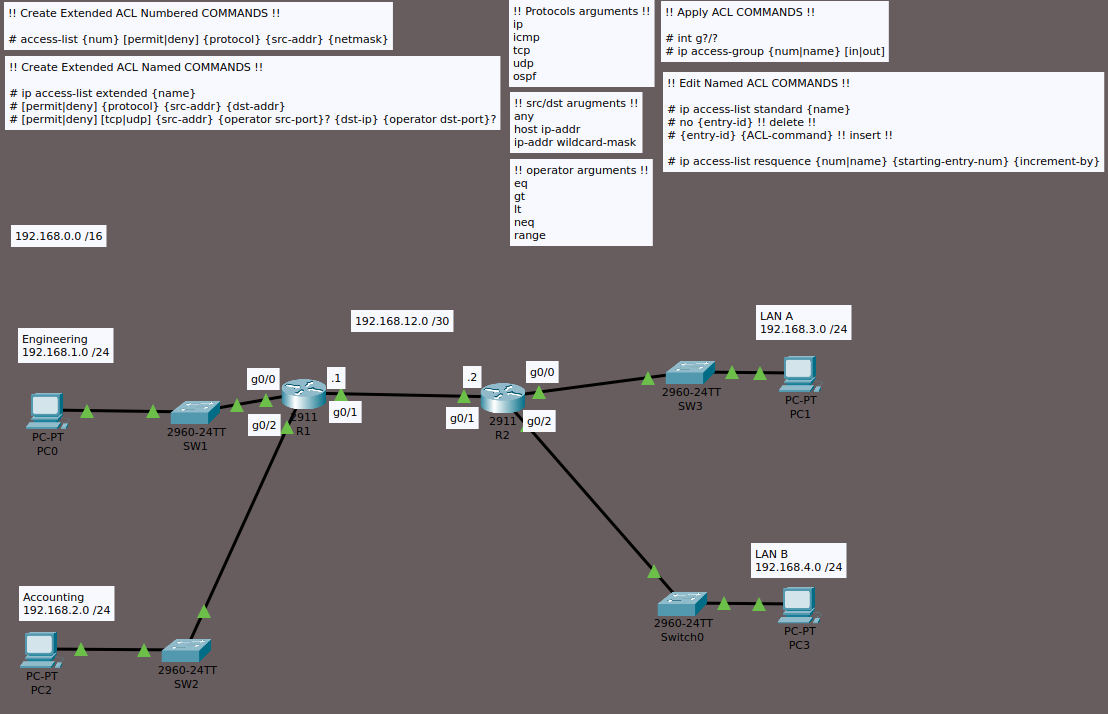 !! Create Extended ACL Numbered COMMANDS !!
# access-list {num} [permit|deny] {protocol} {src-addr} {netmask}
!! Create Extended ACL Named COMMANDS !!
# ip access-list extended {name}
# [permit|deny] {protocol} {src-addr} {dst-addr}
# [permit|deny] [tcp|udp] {src-addr} {operator src-port}? {dst-ip} {operator dst-port}?
!! Protocols arguments !!
ip
icmp
tcp
udp
ospf
!! src/dst arugments !!
any
host ip-addr
ip-addr wildcard-mask
!! operator arguments !!
eq
gt
lt
neq
range
!! Apply ACL COMMANDS !!
# int g?/?
# ip access-group {num|name} [in|out]
!! Edit Named ACL COMMANDS !!
# ip access-list standard {name}
# no {entry-id} !! delete !!
# {entry-id} {ACL-command} !! insert !!
# ip access-list resquence {num|name} {starting-entry-num} {increment-by}
192.168.0.0 /16
192.168.12.0 /30
Engineering
192.168.1.0 /24
PC-PT
PC0
2960-24TT
SW1
g0/0
g0/2
2911
R1
.1
g0/1
.2
g0/1
2911
R2
g0/0
g0/2
2960-24TT
SW3
LAN A
192.168.3.0 /24
PC-PT
PC1
Accounting
192.168.2.0 /24
PC-PT
PC2
2960-24TT
SW2
2960-24TT
Switch0
LAN B
192.168.4.0 /24
PC-PT
PC3